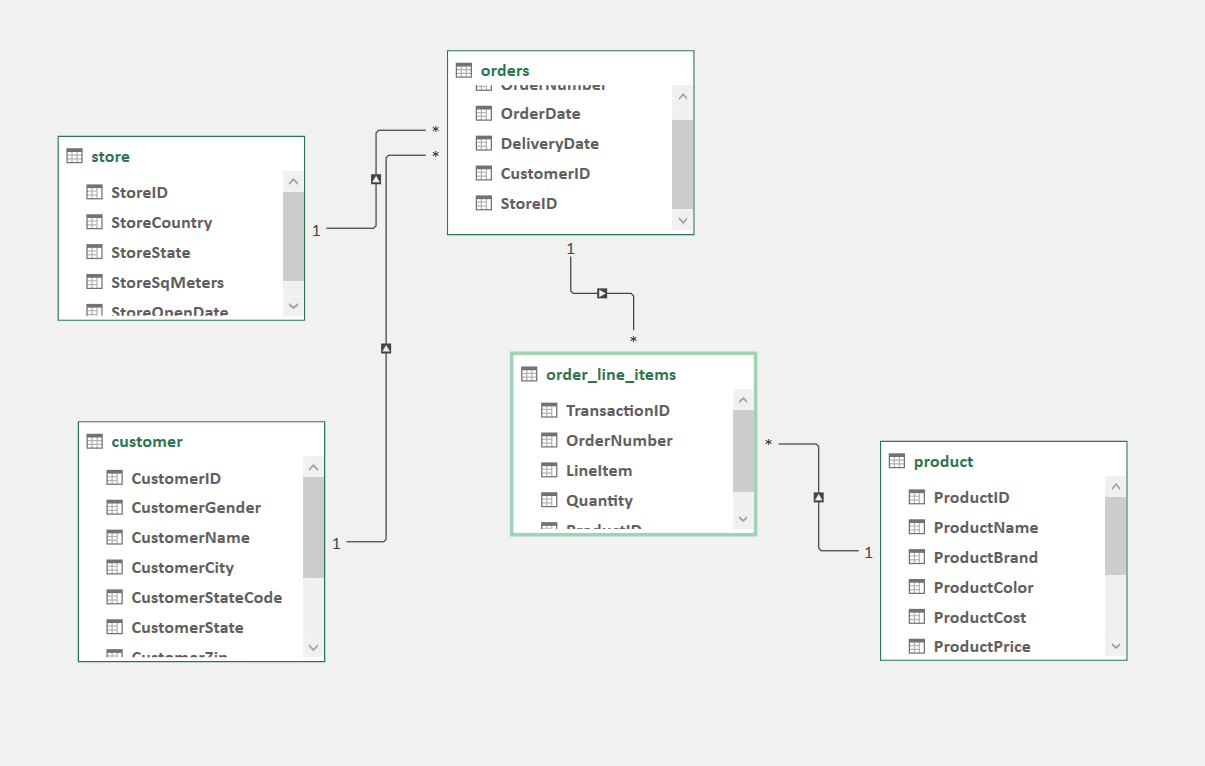 orders
OrderNumber
OrderDate
DeliveryDate
CustomerID
StoreID
*
*
1
store
StoreID
StoreCountry
StoreState
StoreSqMeters
StoreOpenDate
1
*
order_line_items
TransactionID
OrderNumber
LineItem
Quantity
ProductID
*
customer
CustomerID
CustomerGender
CustomerName
CustomerCity
CustomerStateCode
CustomerState
CustomerZip
1
product
ProductID
ProductName
ProductBrand
ProductColor
ProductCost
ProductPrice
1